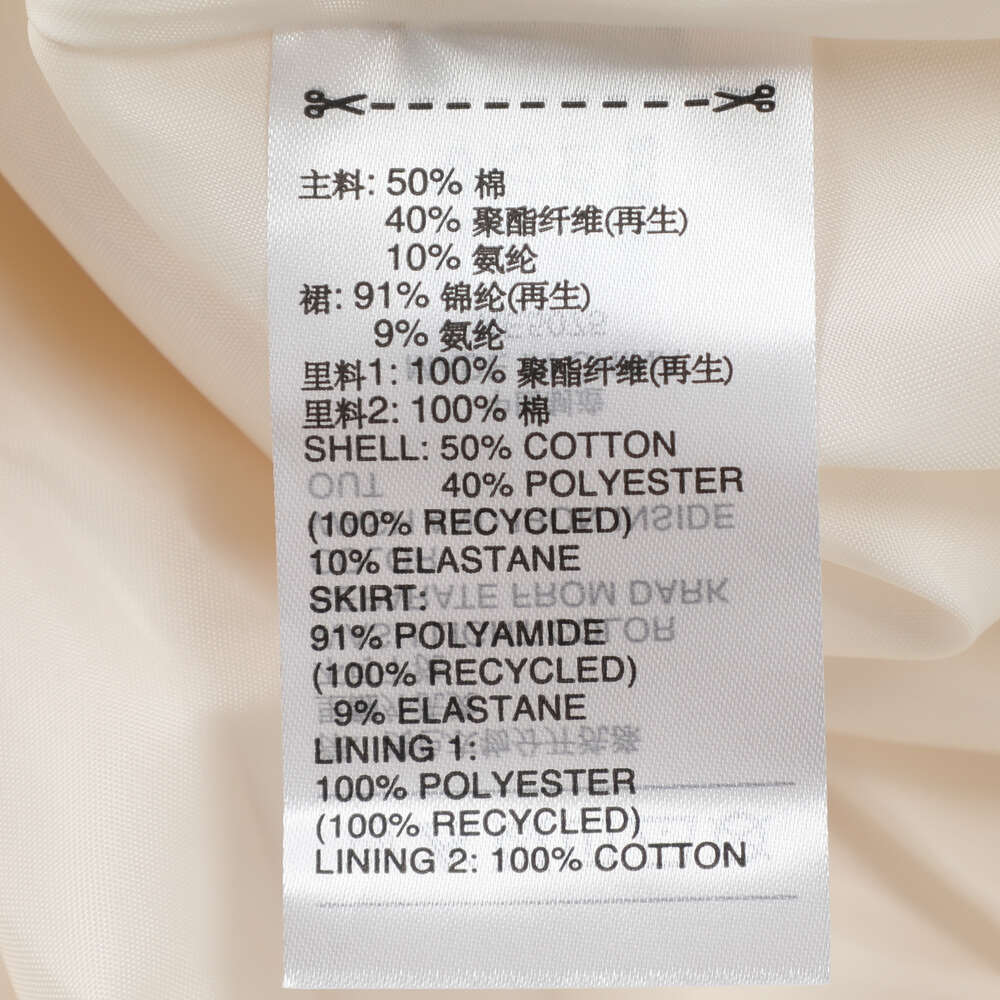 主料: 50% 棉
40% 聚酯纤维(再生)
10% 氨纶
裙: 91% 锦纶(再生)
9% 氨纶
里料1: 100% 聚酯纤维(再生)
里料2: 100% 棉
SHELL: 50% COTTON
40% POLYESTER
(100% RECYCLED)
10% ELASTANE
SKIRT:
91% POLYAMIDE
(100% RECYCLED)
9% ELASTANE
LINING 1:
100% POLYESTER
(100% RECYCLED)
LINING 2: 100% COTTON